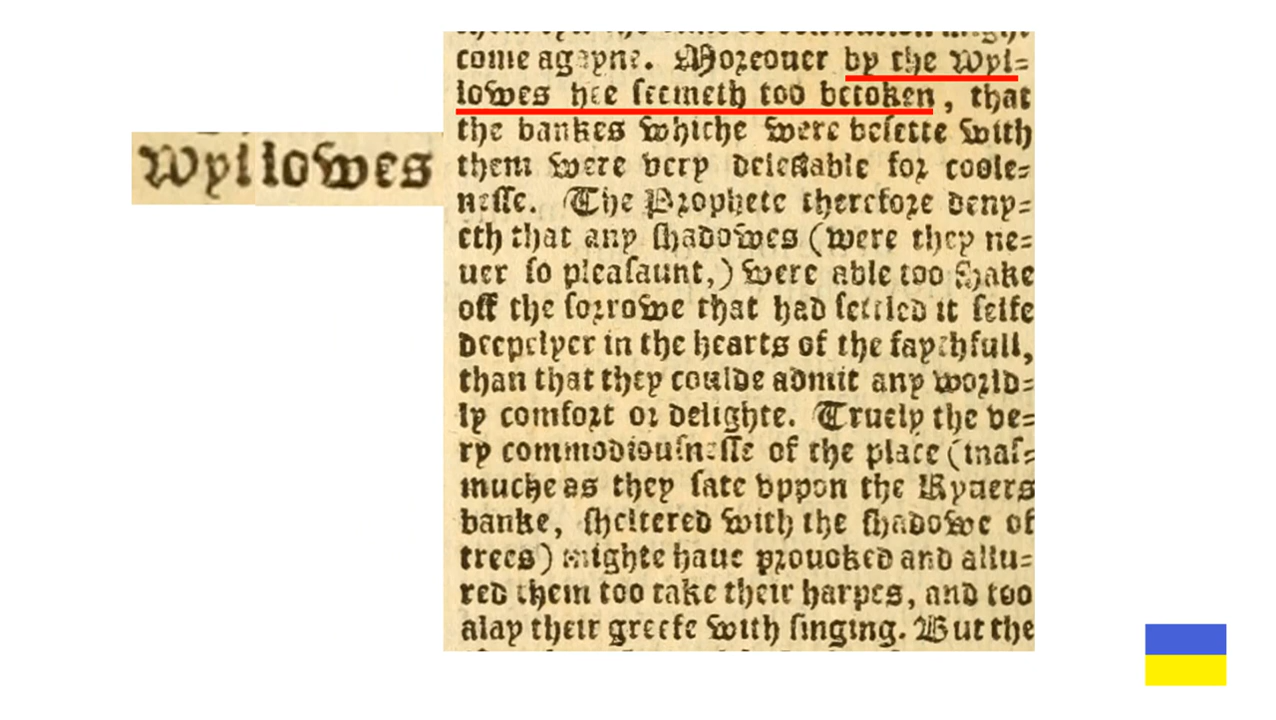 Wyllowes
come agayne. Moreouer by the Wyl-
lowes hee seemeth too betoken, that
the bankes whiche were besette with
them were very delectable for coole-
nesse. The Prophete therefore deny-
eth that any shadowes (were they ne-
uer so pleasaunt,) were able too shake
off the sorrowe that had settled it selfe
deepelyer in the hearts of the faythfull,
than that they coulde admit any world-
ly comfort or delighte. Truely the ve-
ry commodiousnesse of the place (inas-
muche as they sate vppon the Ryuers
banke, sheltered with the shadowe of
trees) mighte haue prouoked and allu-
red them too take their harpes, and too
alay their greefe with singing. But the